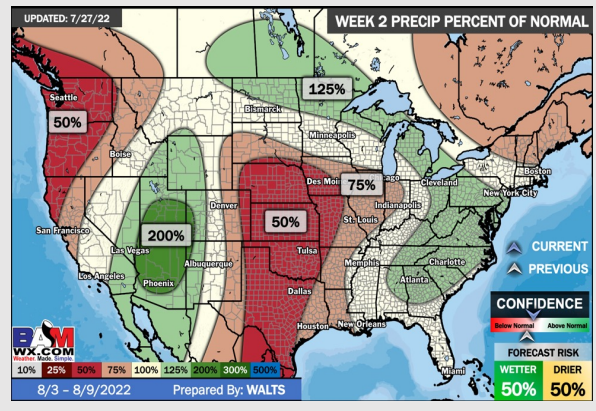 UPDATED: 7/27/22
WEEK 2 PRECIP PERCENT OF NORMAL
Seattle
125%
50%
Bismarck
Minneapolis
Boise
Boston
Des Moi
75%
cago
Cleveland
New York City
Denver
Indianapolis
St. Louis
San Francisco
200%
50%
Las Vegas
Tulsa
CURRENT
Albuquerque
Memphis
Charlotte
PREVIOUS
Los Angeles
Phoenix
Atlanta
Dallas
CONFIDENCE
Below Normal
Above Normal
Houston
New Orleans
BAM
WX.COM
Weather. Made. Simple.
FORECAST RISK
Miami
WETTER
DRIER
50%
50%
10% 25% 50% 75% 100% 125% 200% 300% 500%
8/3 – 8/9/2022
Prepared By: WALTS